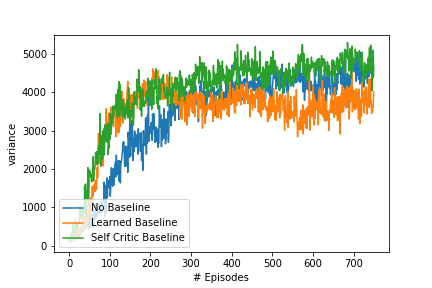 5000
4000
3000
2000
1000
0
variance
No Baseline
Learned Baseline
Self Critic Baseline
0 100 200 300 400 500 600 700
# Episodes